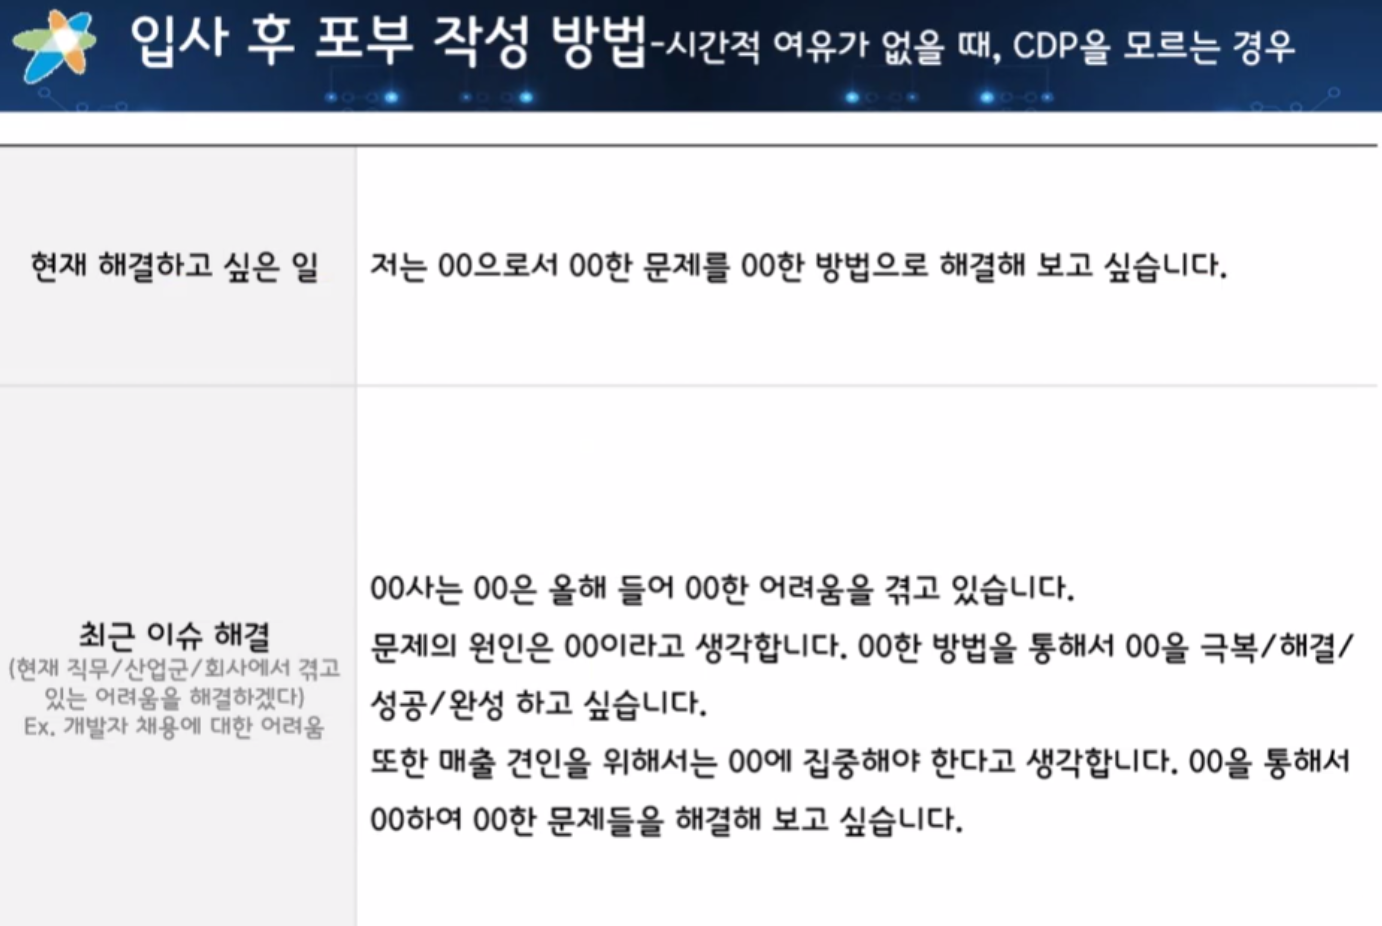 입사 후 포부 작성 방법-시간적 여유가 없을 때, CDP을 모르는 경우
현재 해결하고 싶은 일
저는 00으로서 00한 문제를 00한 방법으로 해결해 보고 싶습니다.
최근 이슈 해결
(현재 직무/산업군/회사에서 겪고
있는 어려움을 해결하겠다)
Ex. 개발자 채용에 대한 어려움
00사는 00은 올해 들어 00한 어려움을 겪고 있습니다.
문제의 원인은 00이라고 생각합니다. 00한 방법을 통해서 00을 극복/해결/
성공/완성 하고 싶습니다.
또한 매출 견인을 위해서는 00에 집중해야 한다고 생각합니다. 00을 통해서
00하여 00한 문제들을 해결해 보고 싶습니다.